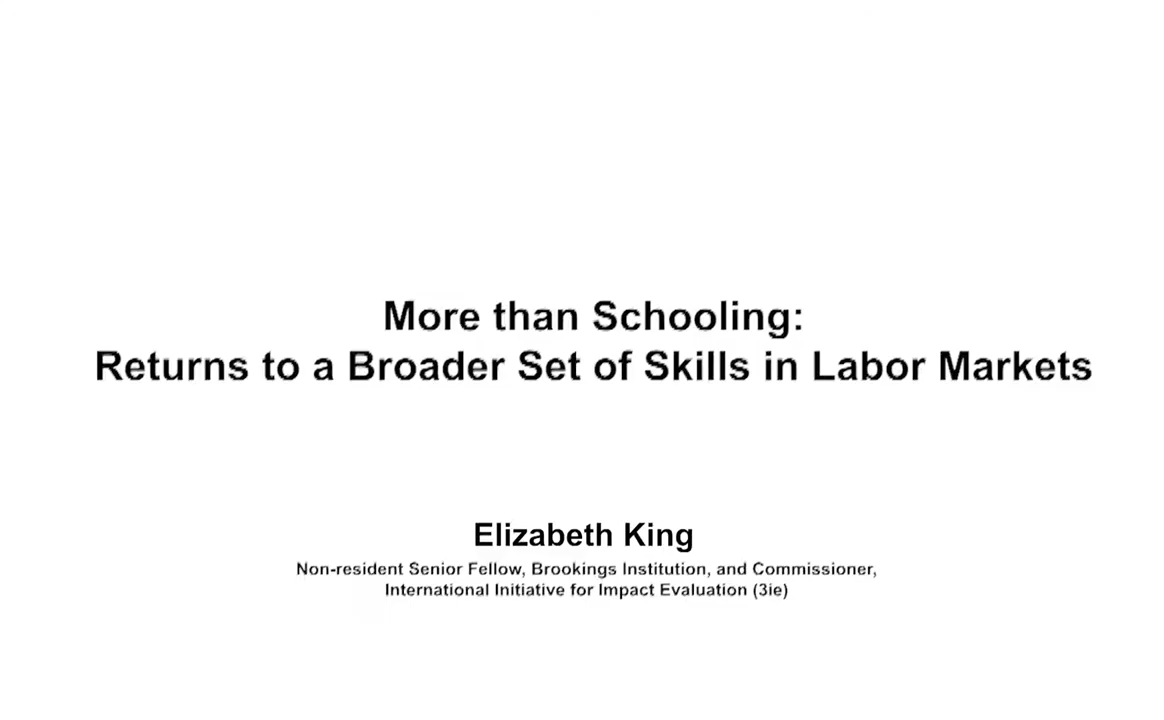 More than Schooling:
Returns to a Broader Set of Skills in Labor Markets
Elizabeth King
Non-resident Senior Fellow, Brookings Institution, and Commissioner,
International Initiative for Impact Evaluation (3ie)